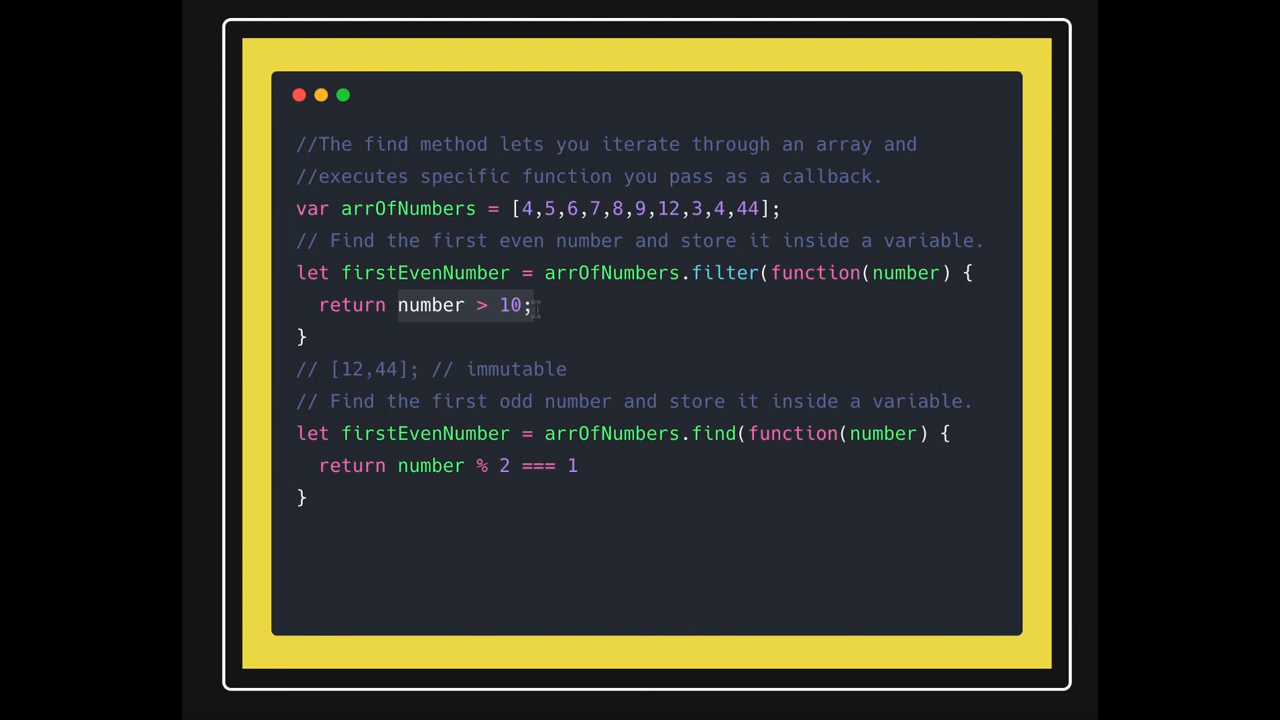 //The find method lets you iterate through an array and
//executes specific function you pass as a callback.
var arrOfNumbers = [4,5,6,7,8,9,12,3,4,44];
// Find the first even number and store it inside a variable.
let firstEvenNumber = arrOfNumbers.filter(function(number) {
  return number > 10;
}
// [12,44]; // immutable
// Find the first odd number and store it inside a variable.
let firstEvenNumber = arrOfNumbers.find(function(number) {
  return number % 2 === 1
}